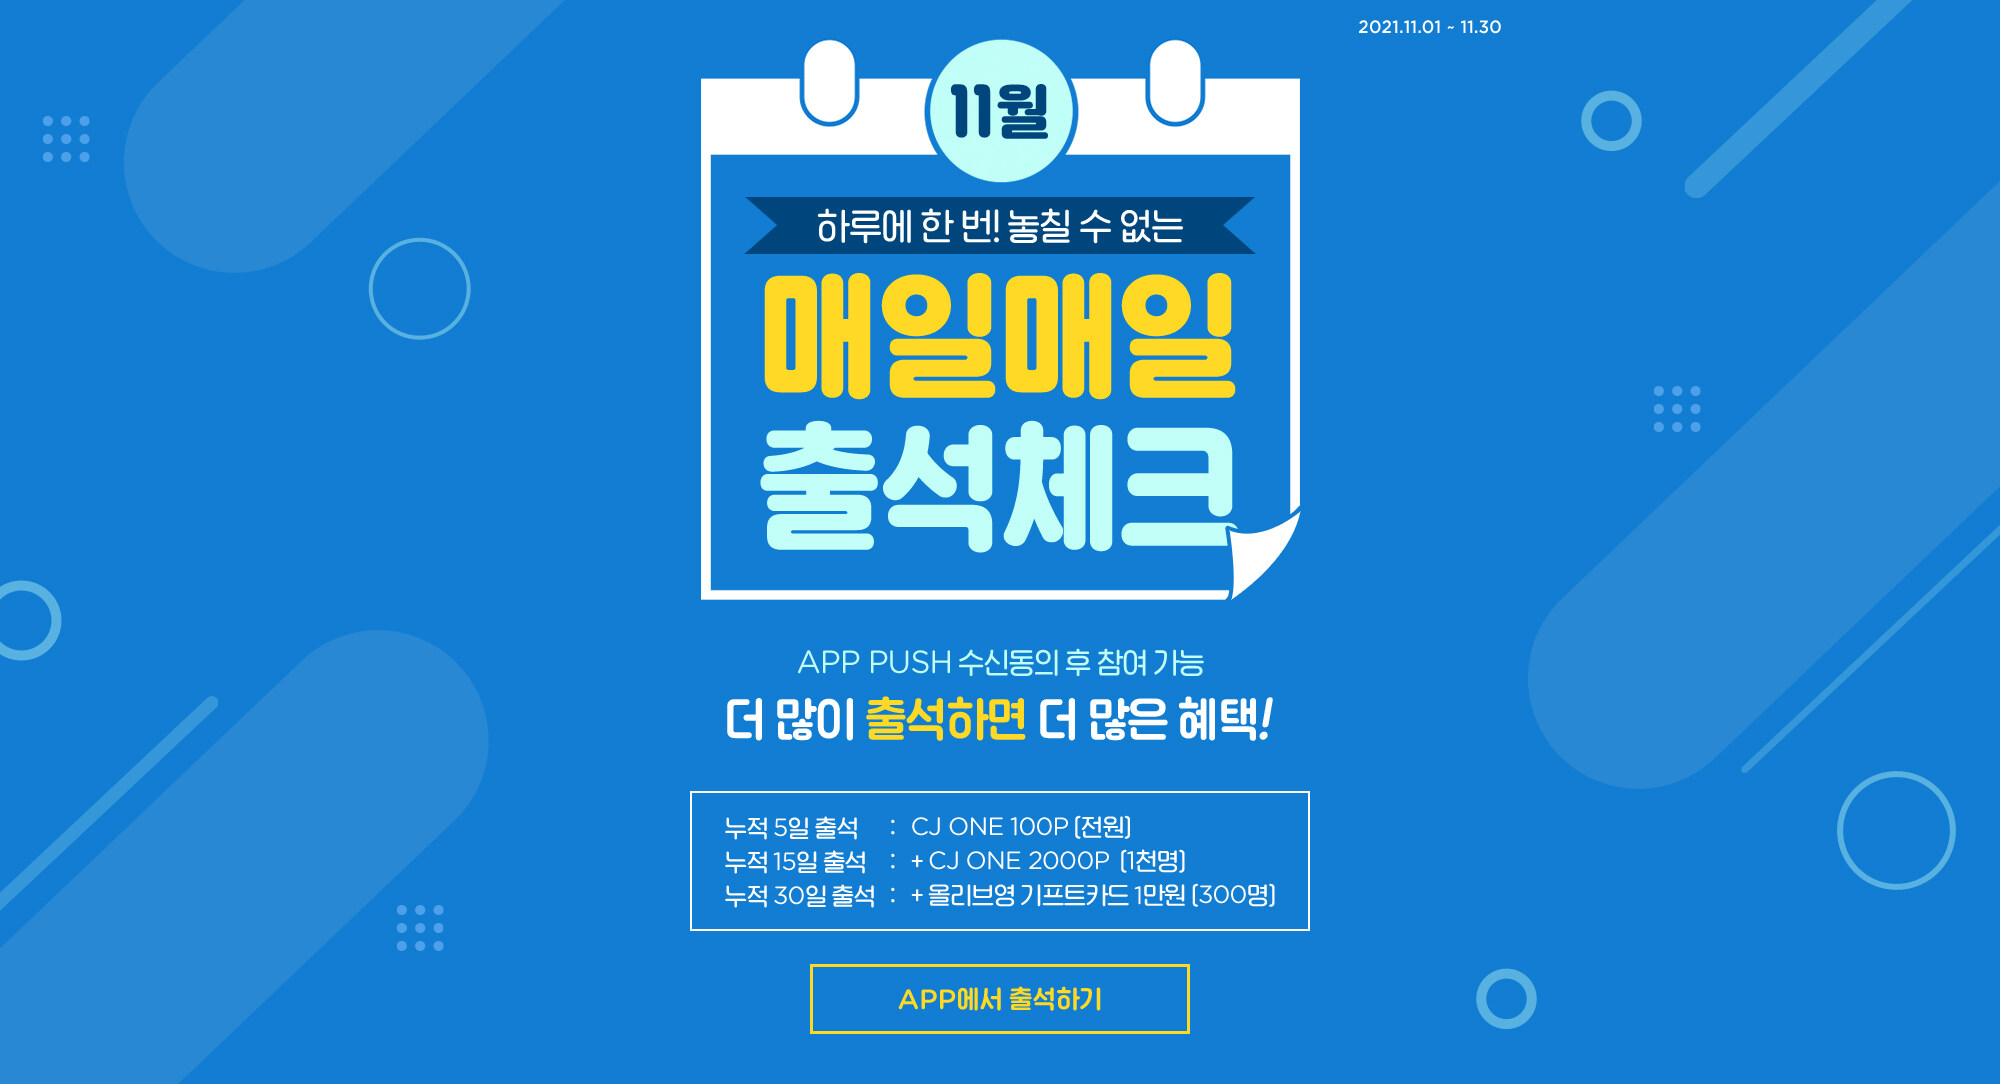 2021.11.01 ~ 11.30
11월
하루에 한 번! 놓칠 수 없는
매일매일
출석체크
APP PUSH 수신동의 후 참여 가능
더 많이 출석하면 더 많은 혜택!
누적 5일 출석 : CJ ONE 100P (전원)
누적 15일 출석 : + CJ ONE 2000P (1천명)
누적 30일 출석 : + 올리브영 기프트카드 1만원 (300명)
APP에서 출석하기